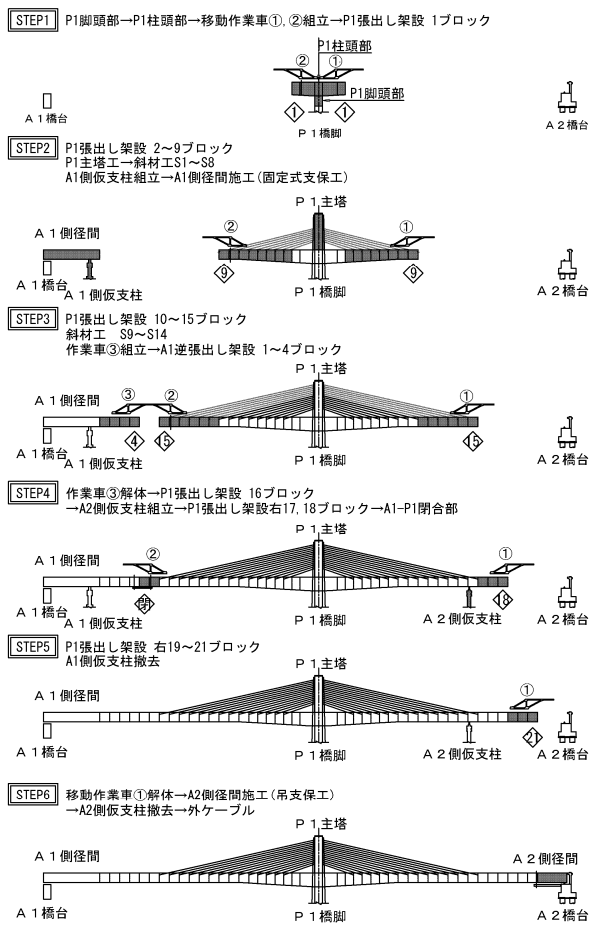 STEP1 P1脚頭部→P1柱頭部→移動作業車①,②組立→P1張出し架設 1ブロック
P1柱頭部
② ①
P1脚頭部
1 1
A1橋台 P1橋脚 A2橋台
STEP2 P1張出し架設 2～9ブロック
P1主塔工→斜材工S1～S8
A1側仮支柱組立→A1側径間施工(固定式支保工)
P1主塔
A1側径間 ② ①
9 9
A1橋台 A1側仮支柱 P1橋脚 A2橋台
STEP3 P1張出し架設 10～15ブロック
斜材工 S9～S14
作業車③組立→A1逆張出し架設 1～4ブロック
P1主塔
A1側径間 ③ ② ①
4 15 15
A1橋台 A1側仮支柱 P1橋脚 A2橋台
STEP4 作業車③解体→P1張出し架設 16ブロック
→A2側仮支柱組立→P1張出し架設右17,18ブロック→A1-P1閉合部
P1主塔
A1側径間 ② ①
閉 18
A1橋台 A1側仮支柱 P1橋脚 A2側仮支柱 A2橋台
STEP5 P1張出し架設 右19～21ブロック
A1側仮支柱撤去
P1主塔
A1側径間 ①
21
A1橋台 P1橋脚 A2側仮支柱 A2橋台
STEP6 移動作業車①解体→A2側径間施工(吊支保工)
→A2側仮支柱撤去→外ケーブル
P1主塔
A1側径間 A2側径間
A1橋台 P1橋脚 A2橋台